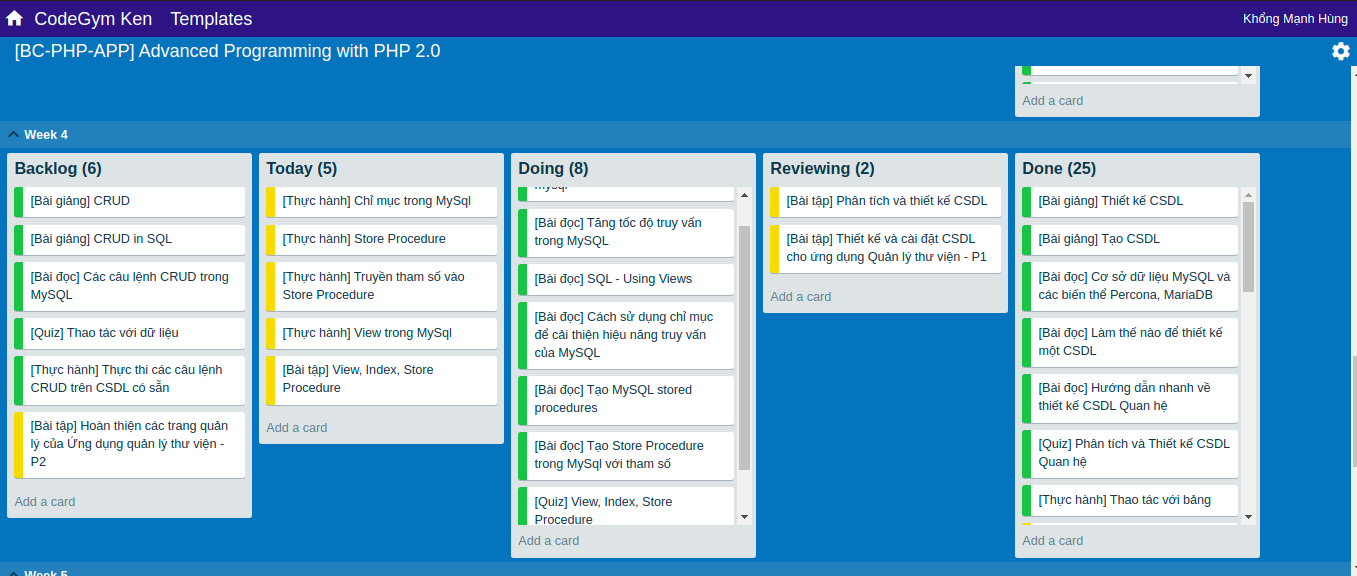 CodeGym Ken Templates Khổng Mạnh Hùng
[BC-PHP-APP] Advanced Programming with PHP 2.0
Add a card
Week 4
Backlog (6)
[Bài giảng] CRUD
[Bài giảng] CRUD in SQL
[Bài đọc] Các câu lệnh CRUD trong
MySQL
[Quiz] Thao tác với dữ liệu
[Thực hành] Thực thi các câu lệnh
CRUD trên CSDL có sẵn
[Bài tập] Hoàn thiện các trang quản
lý của Ứng dụng quản lý thư viện -
P2
Add a card
Today (5)
[Thực hành] Chỉ mục trong MySql
[Thực hành] Store Procedure
[Thực hành] Truyền tham số vào
Store Procedure
[Thực hành] View trong MySql
[Bài tập] View, Index, Store
Procedure
Add a card
Doing (8)
[Bài đọc] Tăng tốc độ truy vấn
trong MySQL
[Bài đọc] SQL - Using Views
[Bài đọc] Cách sử dụng chỉ mục
để cải thiện hiệu năng truy vấn
của MySQL
[Bài đọc] Tạo MySQL stored
procedures
[Bài đọc] Tạo Store Procedure
trong MySql với tham số
[Quiz] View, Index, Store
Procedure
Add a card
Reviewing (2)
[Bài tập] Phân tích và thiết kế CSDL
[Bài tập] Thiết kế và cài đặt CSDL
cho ứng dụng Quản lý thư viện - P1
Add a card
Done (25)
[Bài giảng] Thiết kế CSDL
[Bài giảng] Tạo CSDL
[Bài đọc] Cơ sở dữ liệu MySQL và
các biến thể Percona, MariaDB
[Bài đọc] Làm thế nào để thiết kế
một CSDL
[Bài đọc] Hướng dẫn nhanh về
thiết kế CSDL Quan hệ
[Quiz] Phân tích và Thiết kế CSDL
Quan hệ
[Thực hành] Thao tác với bảng
Add a card
Week 5